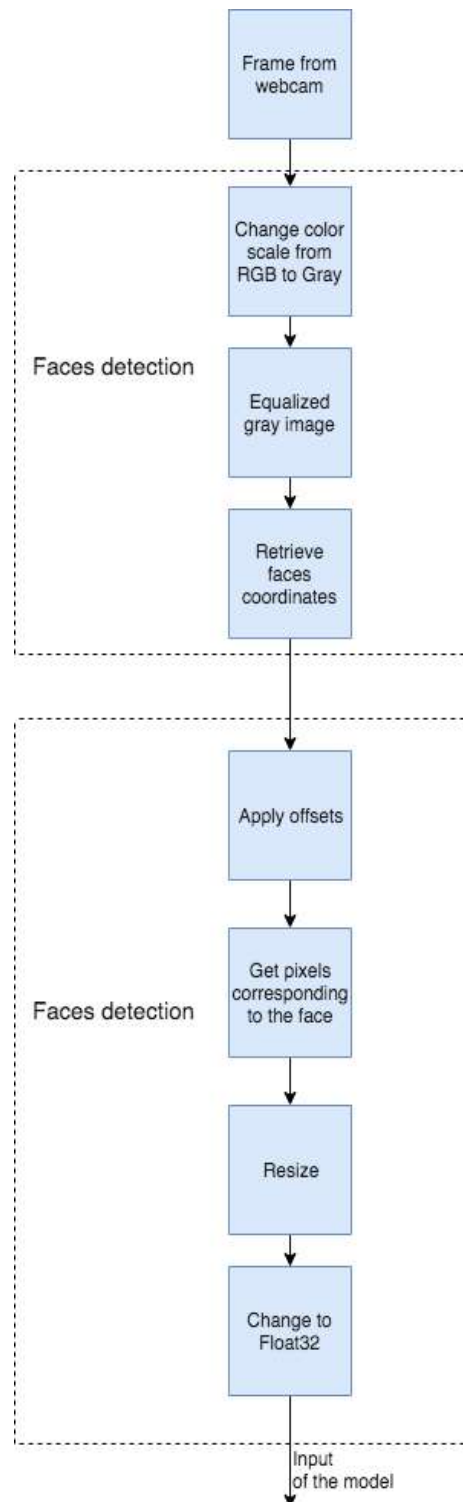 Frame from
webcam
Change color
scale from
RGB to Gray
Faces detection
Equalized
gray image
Retrieve
faces
coordinates
Apply offsets
Get pixels
corresponding
to the face
Faces detection
Resize
Change to
Float32
Input
of the model